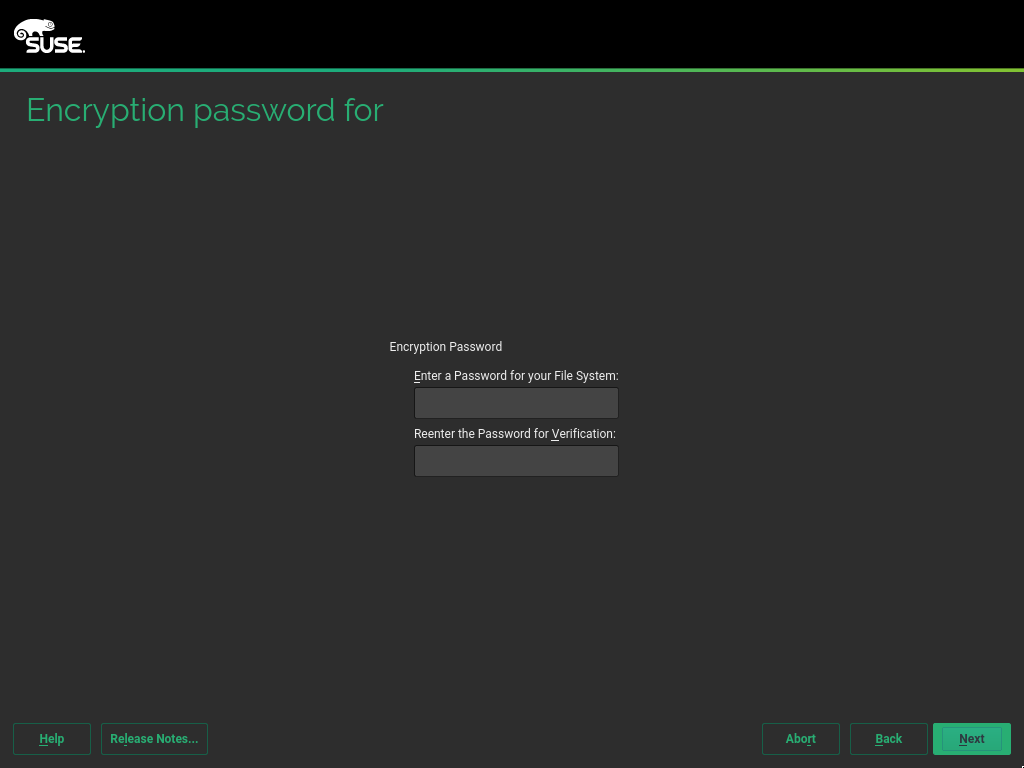 SUSE.
Encryption password for
Encryption Password
Enter a Password for your File System:
Reenter the Password for Verification:
Help
Release Notes...
Abort
Back
Next